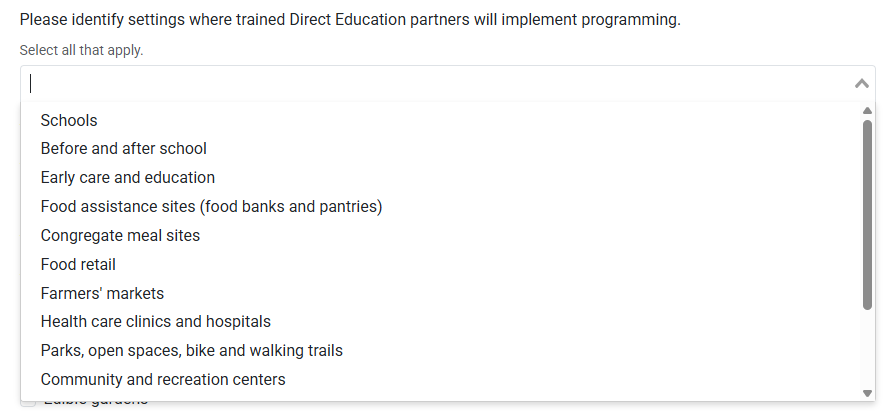 Please identify settings where trained Direct Education partners will implement programming.
Select all that apply.
Schools
Before and after school
Early care and education
Food assistance sites (food banks and pantries)
Congregate meal sites
Food retail
Farmers' markets
Health care clinics and hospitals
Parks, open spaces, bike and walking trails
Community and recreation centers